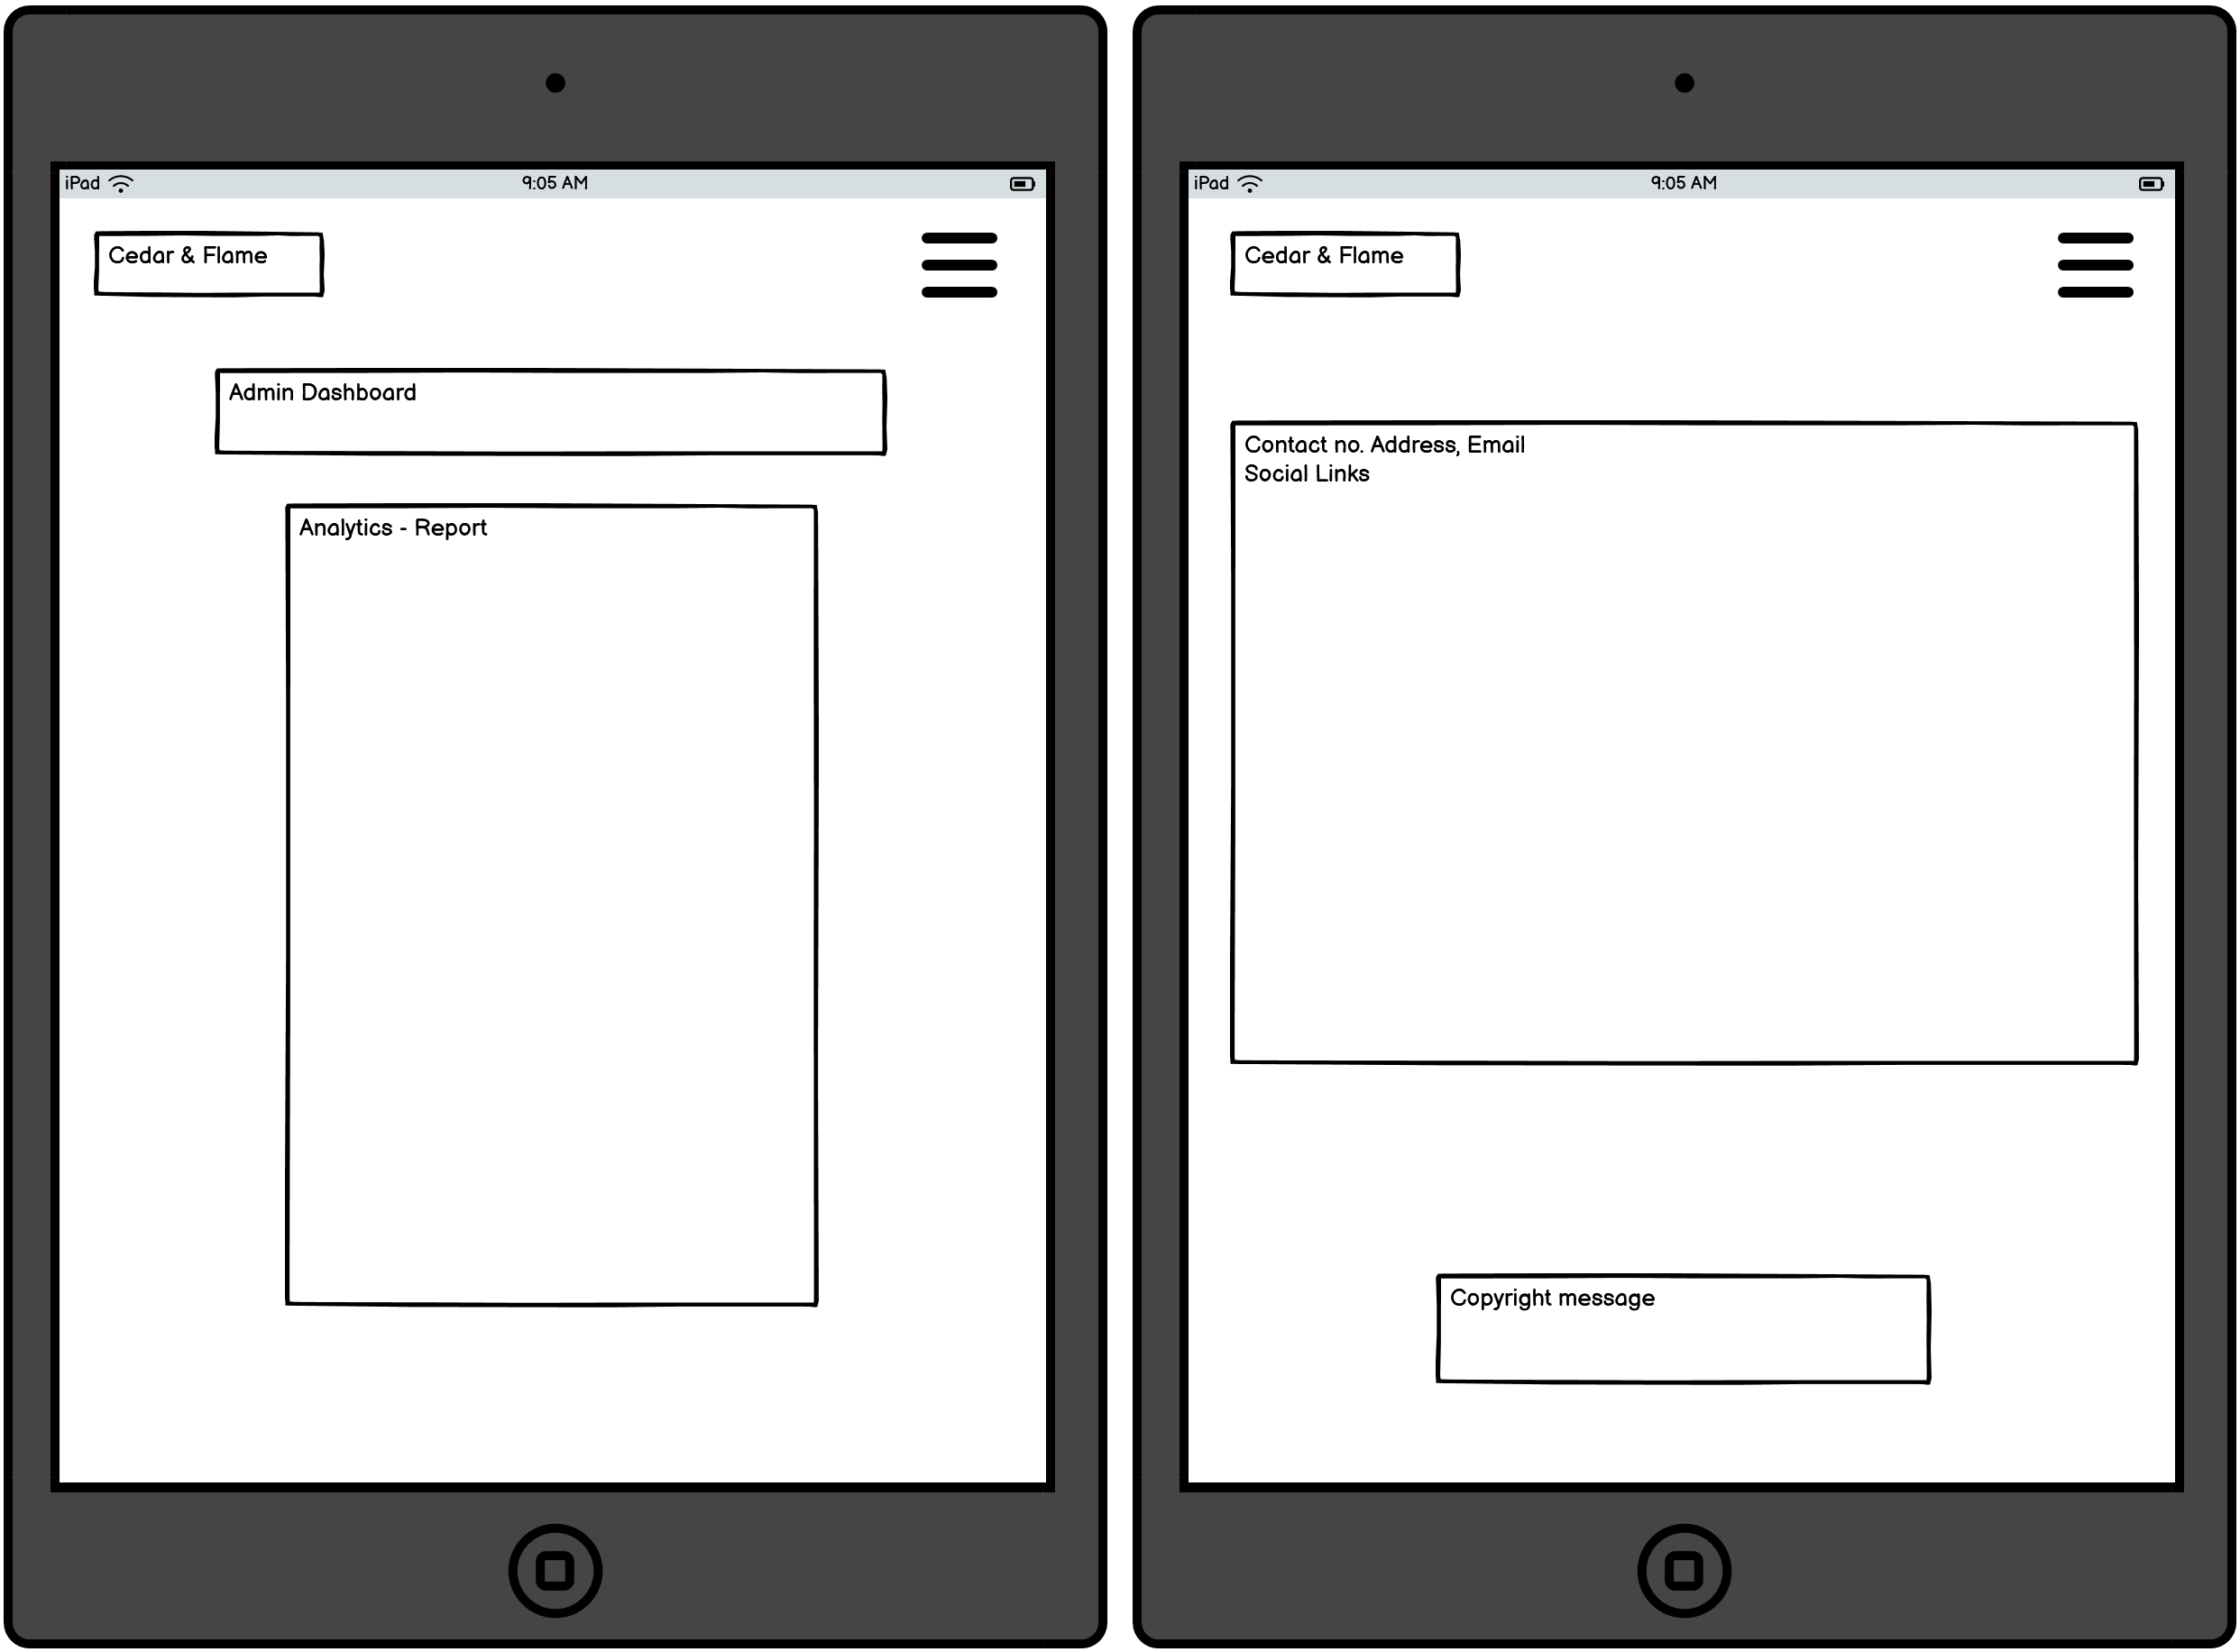 iPad 9:05 AM
Cedar & Flame
Admin Dashboard
Analytics - Report
iPad 9:05 AM
Cedar & Flame
Contact no. Address, Email
Social Links
Copyright message